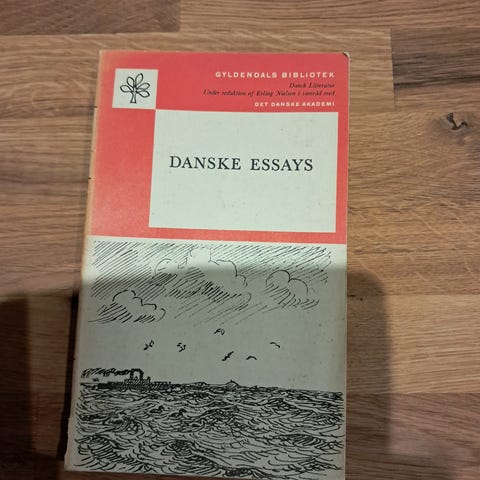 GYLDENDALS BIBLIOTEK
Dansk Litteratur
Under redaktion af Erling Nielsen i samråd med
DET DANSKE AKADEMI
DANSKE ESSAYS